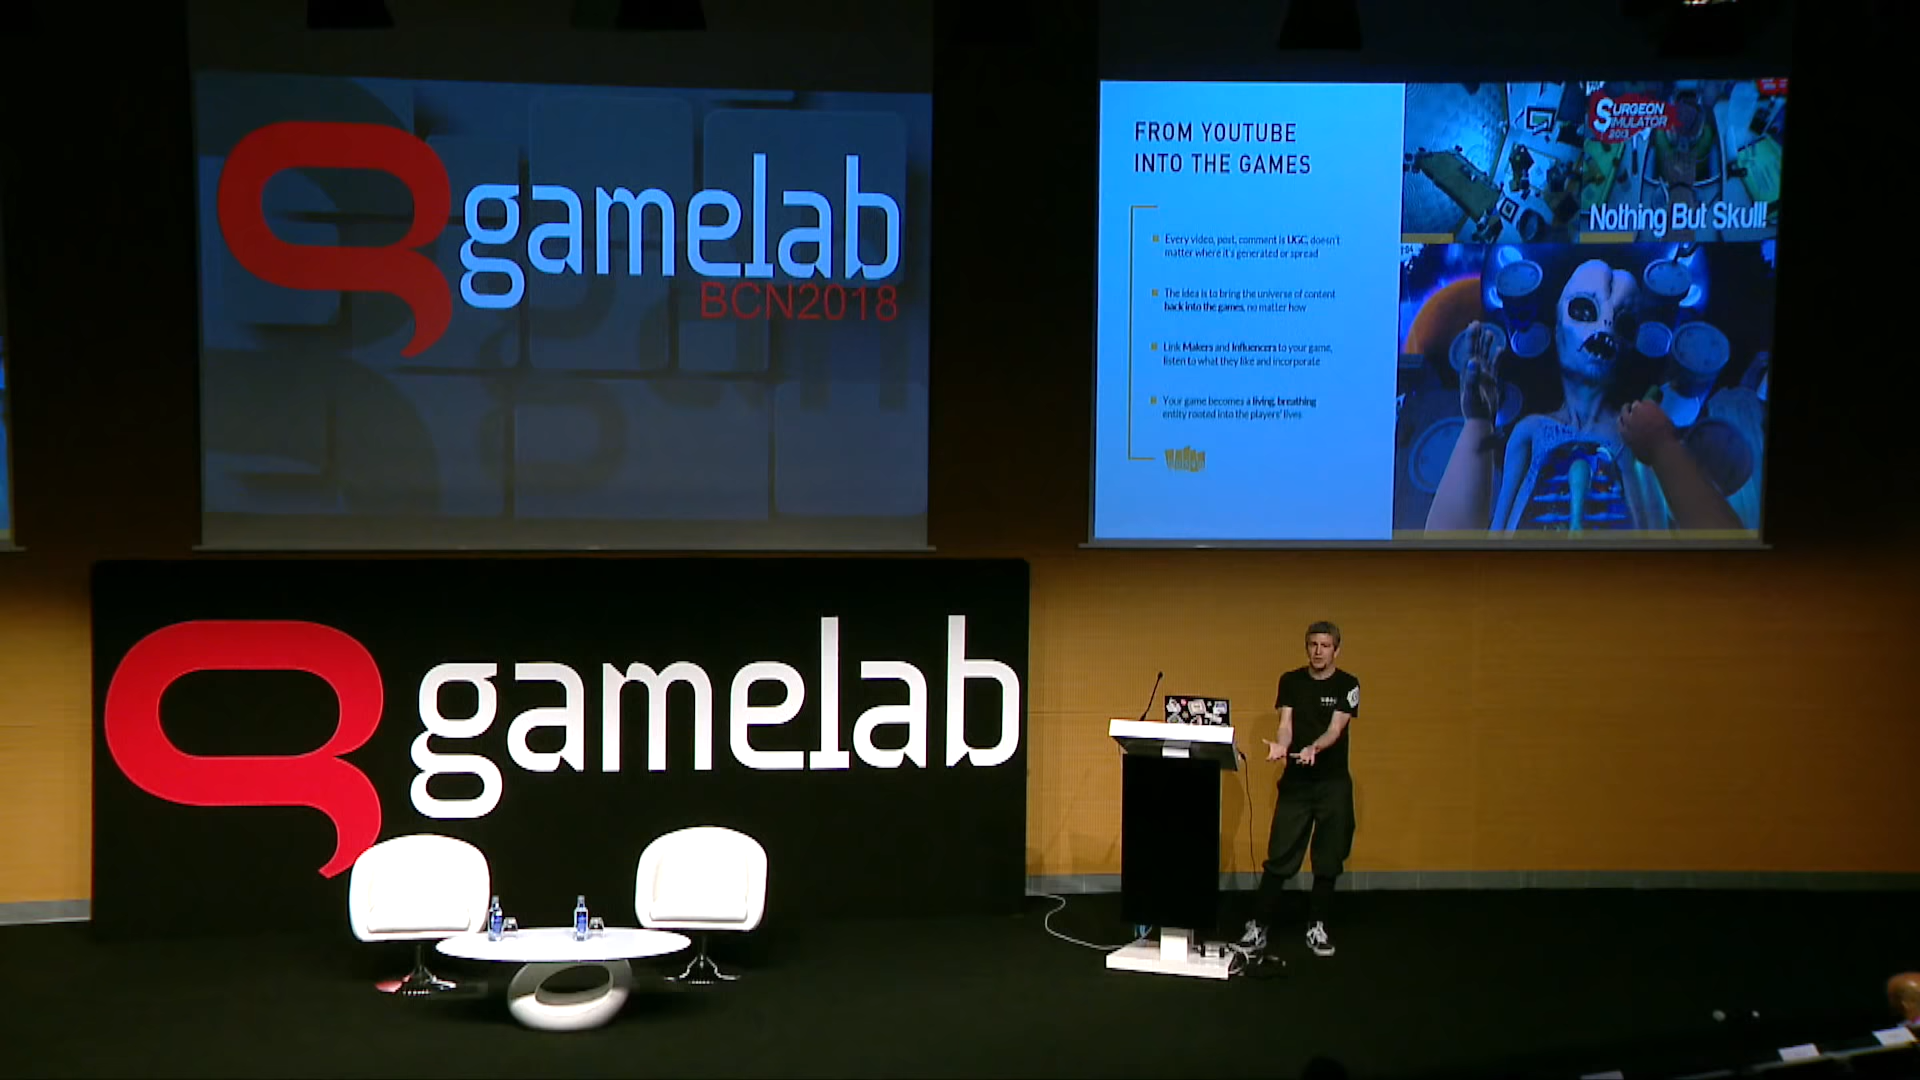 gamelab
BCN2018
FROM YOUTUBE
INTO THE GAMES
Every video, post, comment is UGC, doesn't
matter where it's generated or spread
The idea is to bring the universe of content
back into the games, no matter how
Link Makers and Influencers to your game,
listen to what they like and incorporate
Your game becomes a living, breathing
entity rooted into the players' lives
SURGEON
SIMULATOR
2013
Nothing But Skull!
gamelab